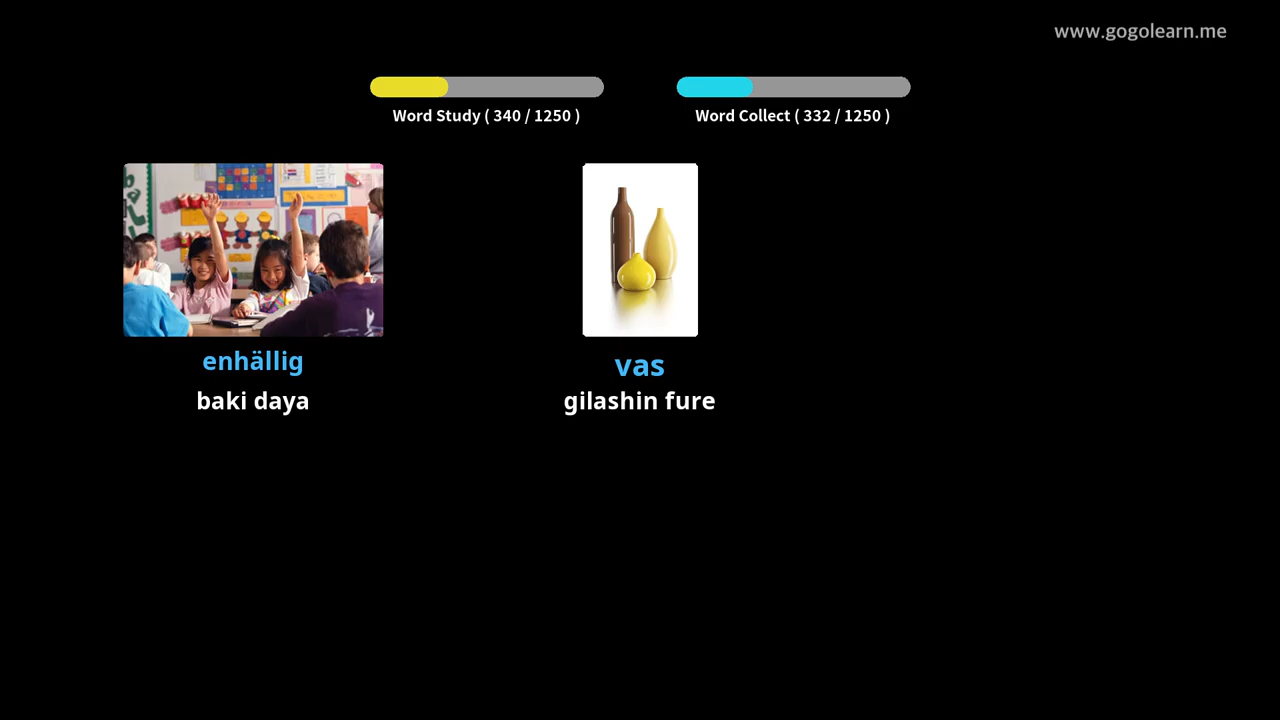 www.gogolearn.me
Word Study ( 340 / 1250 )
Word Collect ( 332 / 1250 )
enhällig
vas
baki daya
gilashin fure